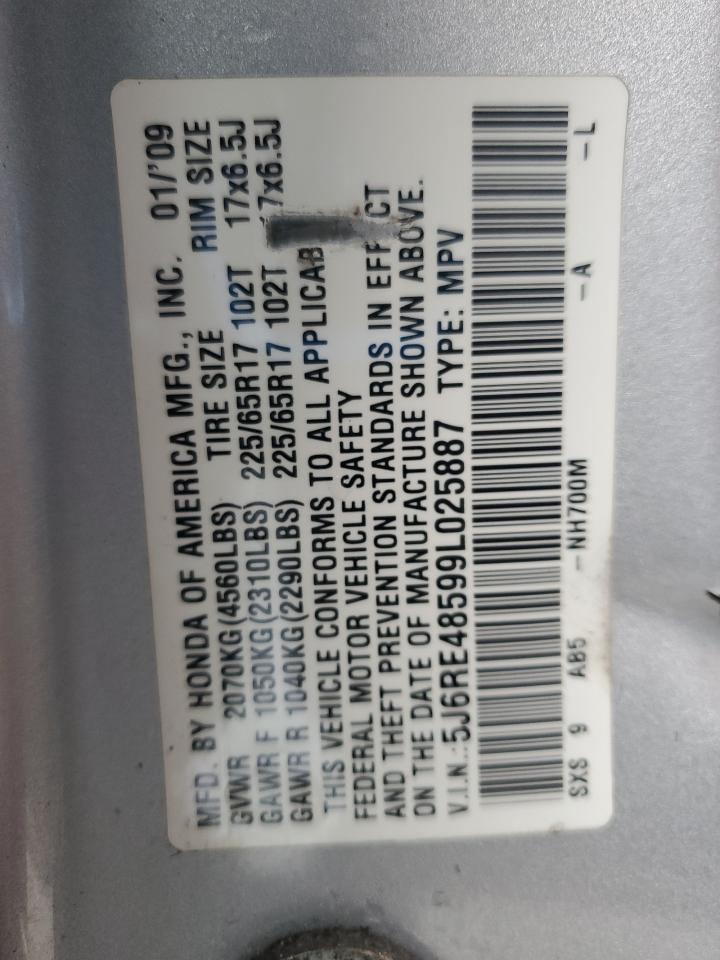 MFD. BY HONDA OF AMERICA MFG., INC. 01/'09
GVWR 2070KG(4560LBS) TIRE SIZE RIM SIZE
GAWR F 1050KG(2310LBS) 225/65R17 102T 17x6.5J
GAWR R 1040KG(2290LBS) 225/65R17 102T 7x6.5J
THIS VEHICLE CONFORMS TO ALL
FEDERAL MOTOR VEHICLE SAFETY
AND THEFT PREVENTION STANDARDS IN
ON THE DATE OF MANUFACTURE SHOWN ABOVE.
V.I.N.:5J6RE48599L025887 TYPE: MPV
SXS 9 AB5 -NH700M -A -L